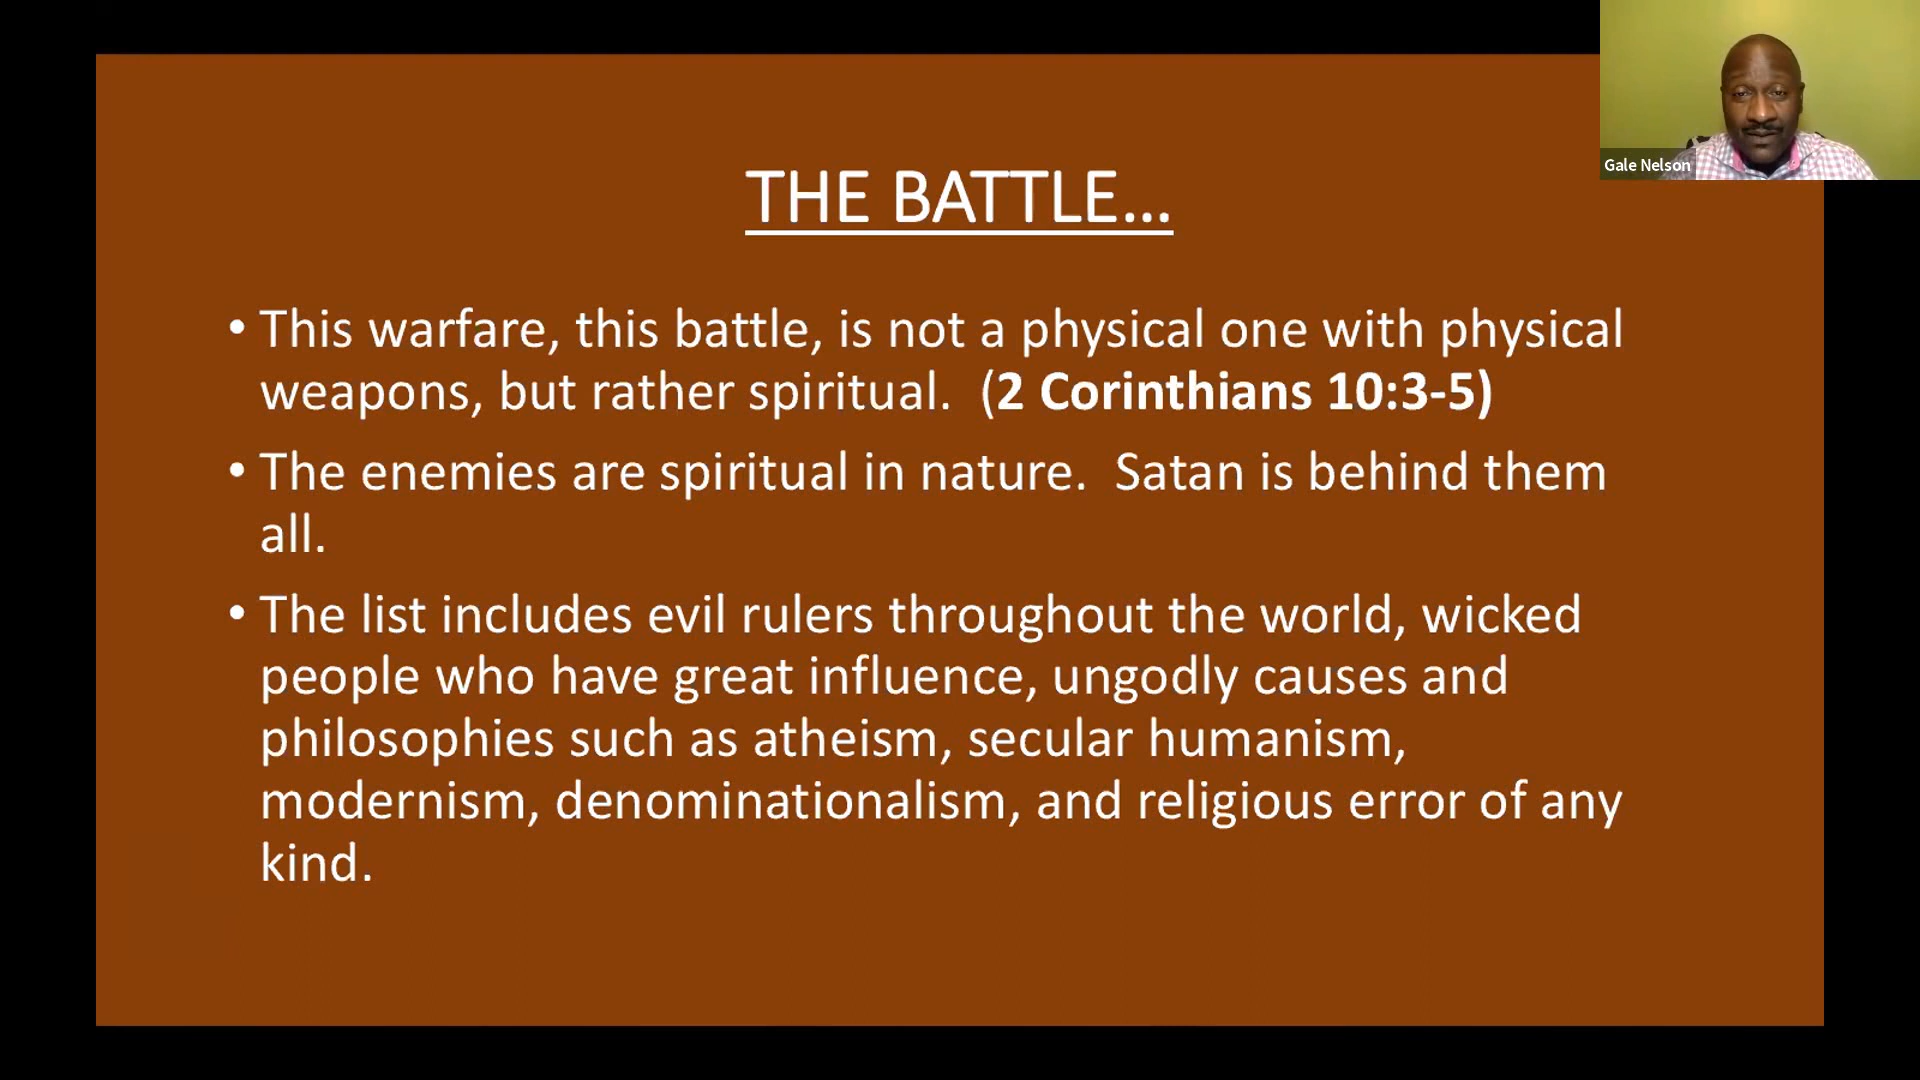 Gale Nelson
THE BATTLE...
• This warfare, this battle, is not a physical one with physical
weapons, but rather spiritual.  (2 Corinthians 10:3-5)
• The enemies are spiritual in nature.  Satan is behind them
all.
• The list includes evil rulers throughout the world, wicked
people who have great influence, ungodly causes and
philosophies such as atheism, secular humanism,
modernism, denominationalism, and religious error of any
kind.